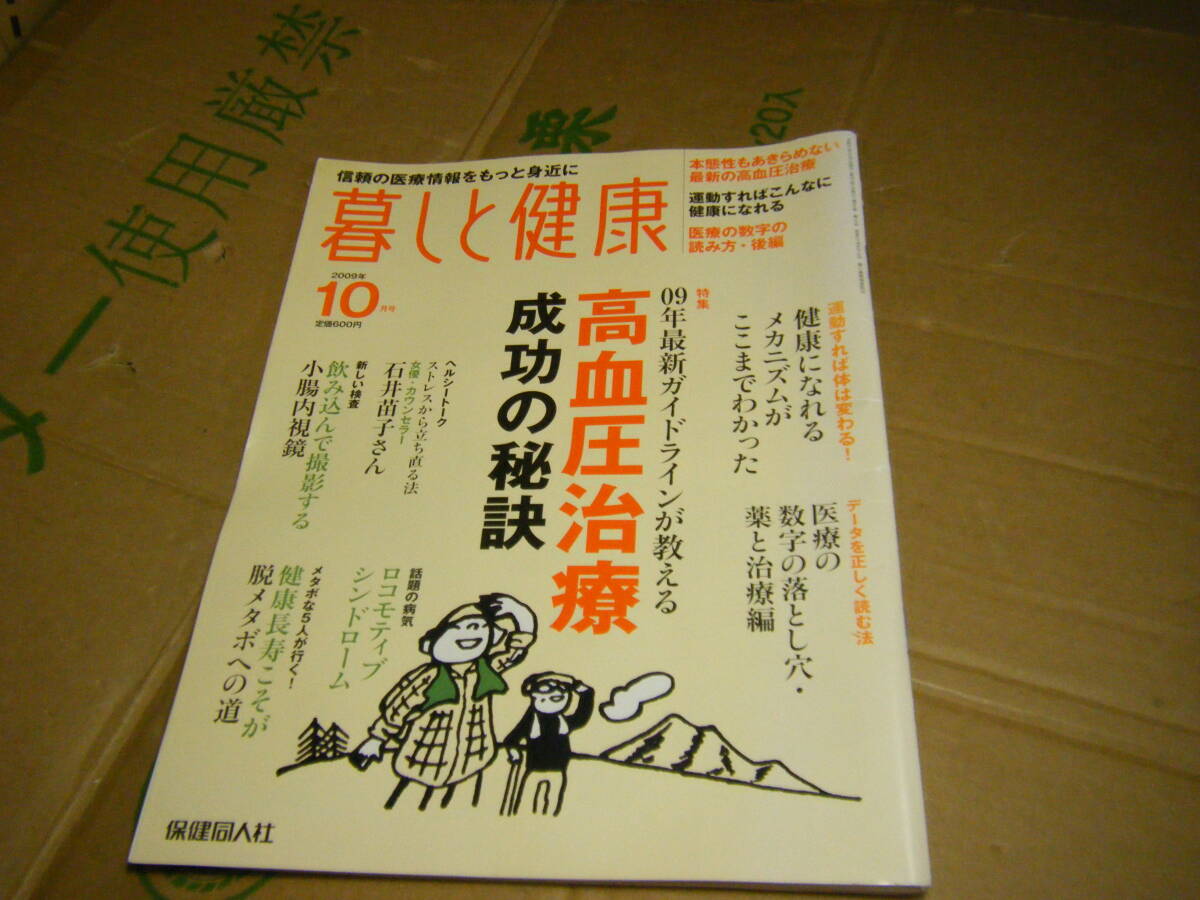 信頼の医療情報をもっと身近に
暮しと健康
2009年
10月号
定価600円
本態性もあきらめない
最新の高血圧治療
運動すればこんなに
健康になれる
医療の数字の
読み方・後編
運動すれば体は変わる!
健康になれる
メカニズムが
ここまでわかった
データを正しく読む法
医療の
数字の落とし穴・
薬と治療編
特集
09年最新ガイドラインが教える
高血圧治療
成功の秘訣
ヘルシートーク
ストレスから立ち直る法
女優・カウンセラー
石井苗子さん
新しい検査
飲み込んで撮影する
小腸内視鏡
話題の病気
ロコモティブ
シンドローム
メタボな5人が行く!
健康長寿こそが
脱メタボへの道
保健同人社
一使用厳禁
20入